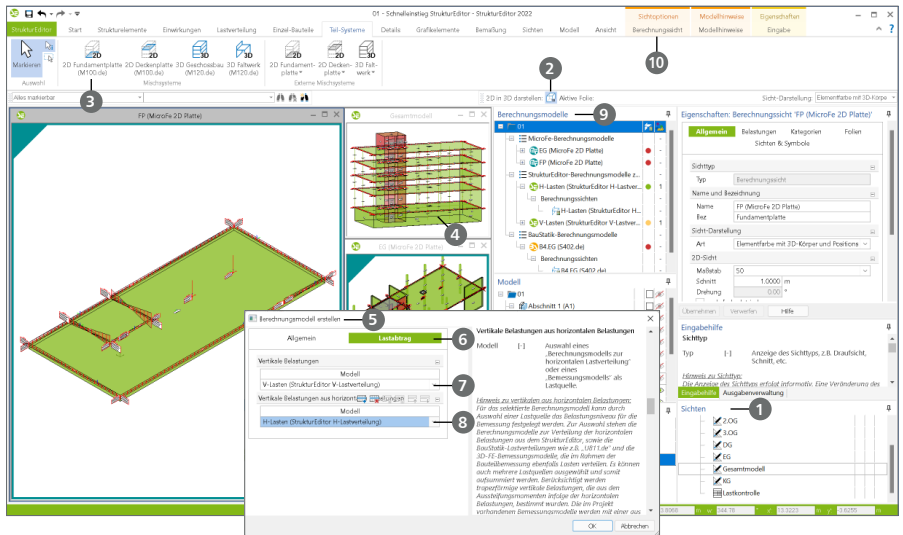 01 - Schnelleinstieg StrukturEditor - StrukturEditor 2022
Sichtoptionen Modellhinweise Eigenschaften
StrukturEditor Start Strukturelemente Einwirkungen Lastverteilung Einzel-Bauteile Teil-Systeme Details Grafikelemente Bemaßung Sichten Modell Ansicht Berechnungssicht Modellhinweise Eingabe
Markieren
Auswahl
2D Fundamentplatte (M100.de)
2D Deckenplatte (M100.de)
3D Geschossbau (M120.de)
3D Faltwerk (M120.de)
Mischsysteme
2D Fundament-platte
2D Decken-platte
3D Falt-werk
Externe Mischsysteme
2
3
10
Alles markierbar
2D in 3D darstellen: Aktive Folie:
Sicht-Darstellung: Elementfarbe mit 3D-Körpe
FP (MicroFe 2D Platte)
Gesamtmodell
4
EG (MicroFe 2D Platte)
Berechnungsmodelle
9
01
MicroFe-Berechnungsmodelle
EG (MicroFe 2D Platte)
FP (MicroFe 2D Platte)
StrukturEditor-Berechnungsmodelle z...
H-Lasten (StrukturEditor H-Lastver... 1
Berechnungssichten
H-Lasten (StrukturEditor H...
V-Lasten (StrukturEditor V-Lastver... 1
BauStatik-Berechnungsmodelle
B4.EG (S402.de)
Berechnungssichten
B4.EG (S402.de)
Modell
01
Abschnitt 1 (A1)
Eigenschaften: Berechnungssicht 'FP (MicroFe 2D Platte)
Allgemein Belastungen Kategorien Folien
Sichten & Symbole
Sichttyp
Typ Berechnungssicht
Name und Bezeichnung
Name FP (MicroFe 2D Platte)
Bez Fundamentplatte
Sicht-Darstellung
Art Elementfarbe mit 3D-Körper und Positions
2D-Sicht
Maßstab 50
Schnitt 1.0000 m
Drehung 0.00 °
Übernehmen Verwerfen Hilfe
Eingabehilfe
Sichttyp
Typ [-] Anzeige des Sichttyps, z.B. Draufsicht, Schnitt, etc.
Hinweis zu Sichttyp:
Die Anzeige des Sichttyps erfolgt informativ. Eine Veränderung des
Eingabehilfe Ausgabenverwaltung
Sichten
1
2.OG
3.OG
DG
EG
Gesamtmodell
KG
Lastkontrolle
Berechnungsmodell erstellen
5
Allgemein Lastabtrag
6
Vertikale Belastungen
Modell
V-Lasten (StrukturEditor V-Lastverteilung)
7
Vertikale Belastungen aus horizontalen Belastungen
Modell
H-Lasten (StrukturEditor H-Lastverteilung)
8
Vertikale Belastungen aus horizontalen Belastungen
Modell [-] Auswahl eines „Berechnungsmodells zur horizontalen Lastverteilung" oder eines „Bemessungsmodells" als Lastquelle.
Hinweis zu vertikalen aus horizontalen Belastungen:
Für das selektierte Berechnungsmodell kann durch
Auswahl einer Lastquelle das Belastungsniveau für die
Bemessung festgelegt werden. Zur Auswahl stehen die
Berechnungsmodelle zur Verteilung der horizontalen
Belastungen aus dem StrukturEditor, sowie die
BauStatik-Lastverteilungen wie z.B. „U811.de" und die
3D-FE-Bemessungsmodelle, die im Rahmen der
Bauteilbemessung ebenfalls Lasten verteilen. Es können
auch mehrere Lastquellen ausgewählt und somit
aufsummiert werden. Berücksichtigt werden
trapezförmige vertikale Belastungen, die aus den
Aussteifungsmomenten infolge der horizontalen
Belastungen, bestimmt wurden. Die im Projekt
vorhandenen Bemessungsmodelle werden mit einer aus
OK Abbrechen
m w 344.76 ° x' 13.3223 m y' -3.6255 m